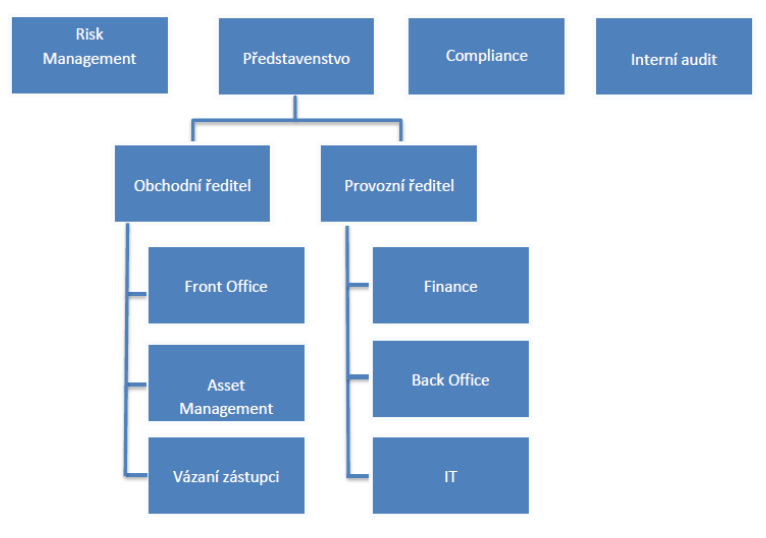 Risk
Management
Představenstvo
Compliance
Interní audit
Obchodní ředitel
Provozní ředitel
Front Office
Finance
Asset
Management
Back Office
Vázaní zástupci
IT